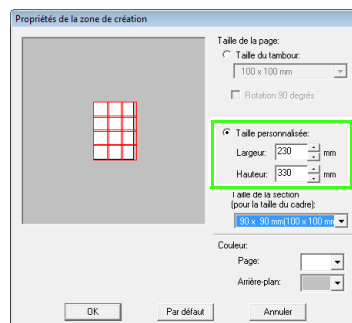 Propriétés de la zone de création
Taille de la page:
Taille du tambour:
100 x 100 mm
Rotation 90 degrés
Taille personnalisée:
Largeur: 230 mm
Hauteur: 330 mm
Taille de la section
(pour la taille du cadre):
90 x 90 mm(100 x 100 mm
Couleur:
Page:
Arrière-plan:
OK
Par défaut
Annuler